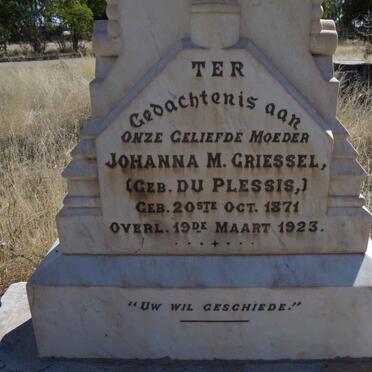 TER
Gedachtenis aan
ONZE GELIEFDE MOEDER
JOHANNA M. GRIESSEL,
(GEB. DU PLESSIS,)
GEB. 20STE OCT. 1871
OVERL. 19DE MAART 1923.
"UW WIL GESCHIEDE."